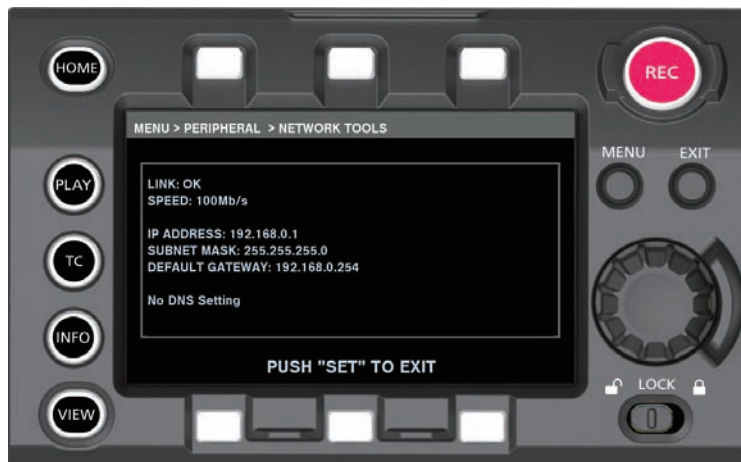 HOME
REC
MENU > PERIPHERAL > NETWORK TOOLS
MENU EXIT
PLAY
LINK: OK
SPEED: 100Mb/s
IP ADDRESS: 192.168.0.1
SUBNET MASK: 255.255.255.0
DEFAULT GATEWAY: 192.168.0.254
TC
No DNS Setting
INFO
PUSH "SET" TO EXIT
LOCK
VIEW